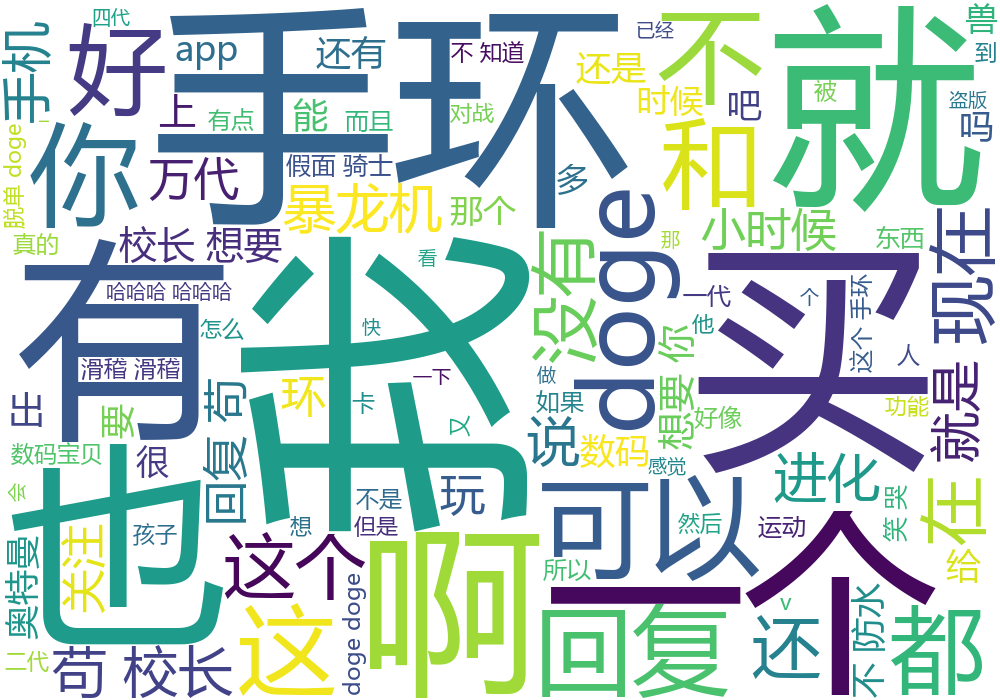 四代
手机
好
手环
app
还有
不 知道
已经
还是
不
就
兽
到
盗版
吗
被
时候
吧
上
有点
能
而且
对战
一
脱单 doge
你
万代
假面 骑士
多
和
暴龙机
那个
小时候
东西
真的
校长 想要
doge
没有
那
现在
有
哈哈哈 哈哈哈
看
买
一代
个
这个 手环
他
怎么
快
你
人
滑稽 滑稽
我
一下
做
卡
环
苟
出
要
又
如果
想要
好像
功能
就是
数码宝贝
很
回复
说
数码
感觉
进化
会
也
不是
玩
可以
笑 哭
在
想
但是
然后
运动
孩子
关注
奥特曼
这个
啊
所以
一个
给
v
不 防水
二代
苟 校长
这
doge doge
回复
还
都